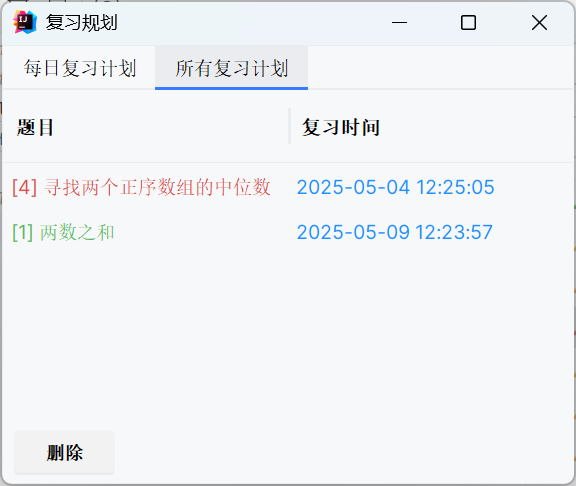 复习规划
每日复习计划 所有复习计划
题目 复习时间
[4] 寻找两个正序数组的中位数 2025-05-04 12:25:05
[1] 两数之和 2025-05-09 12:23:57
删除